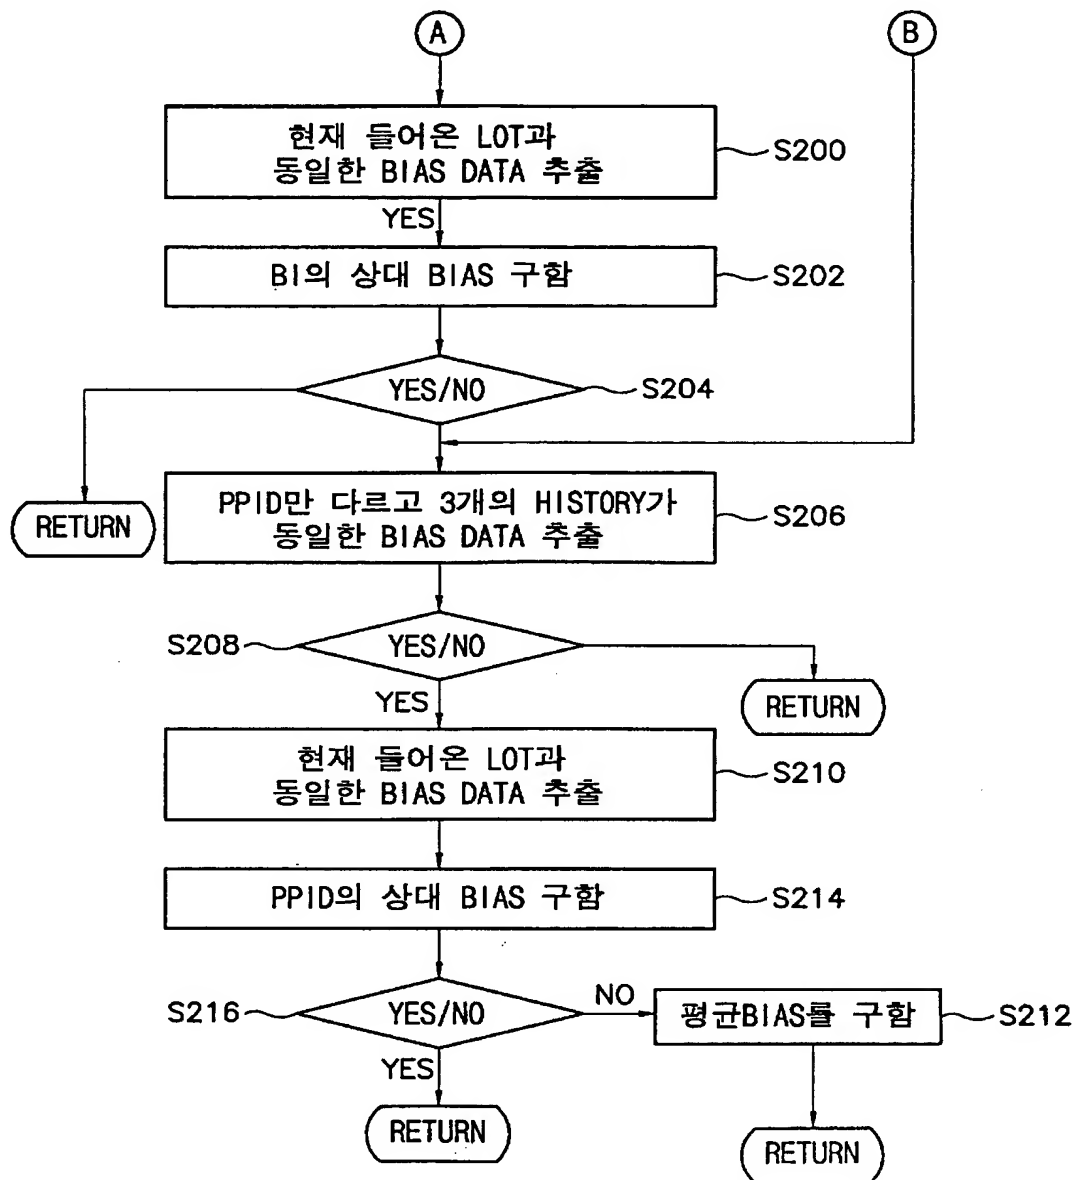 A
B
현재 들어온 LOT과
동일한 BIAS DATA 추출
S200
YES
BI의 상대 BIAS 구함
S202
YES/NO
S204
RETURN
PPID만 다르고 3개의 HISTORY가
동일한 BIAS DATA 추출
S206
S208
YES/NO
YES
RETURN
현재 들어온 LOT과
동일한 BIAS DATA 추출
S210
PPID의 상대 BIAS 구함
S214
S216
YES/NO
NO
평균BIAS를 구함
S212
YES
RETURN
RETURN